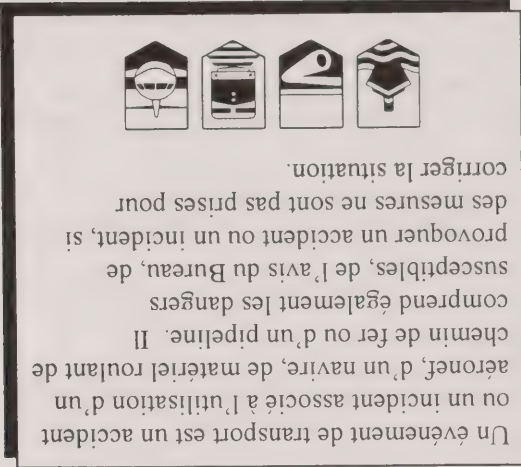 Un événement de transport est un accident
ou un incident associé à l'utilisation d'un
aéronef, d'un navire, de matériel roulant de
chemin de fer ou d'un pipeline. Il
comprend également les dangers
susceptibles, de l'avis du Bureau, de
provoquer un accident ou un incident, si
des mesures ne sont pas prises pour
corriger la situation.